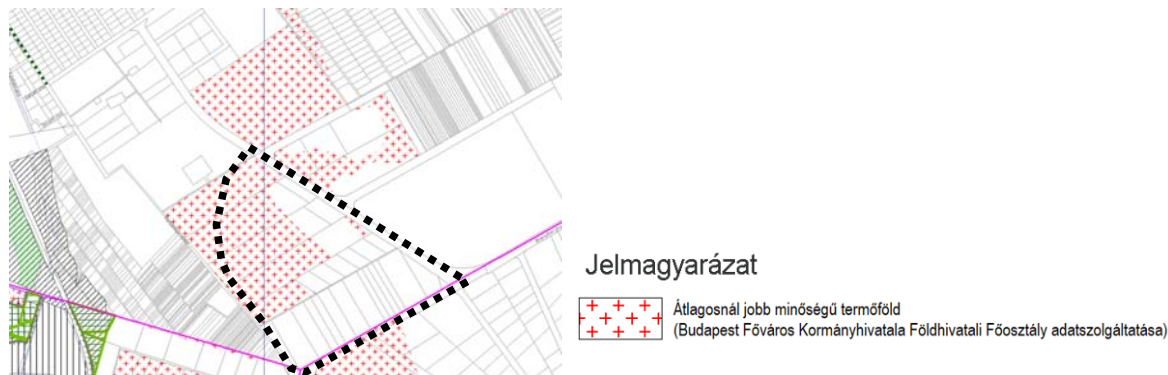 Jelmagyarázat
Átlagosnál jobb minőségű termőföld
(Budapest Főváros Kormányhivatala Földhivatali Főosztály adatszolgáltatása)